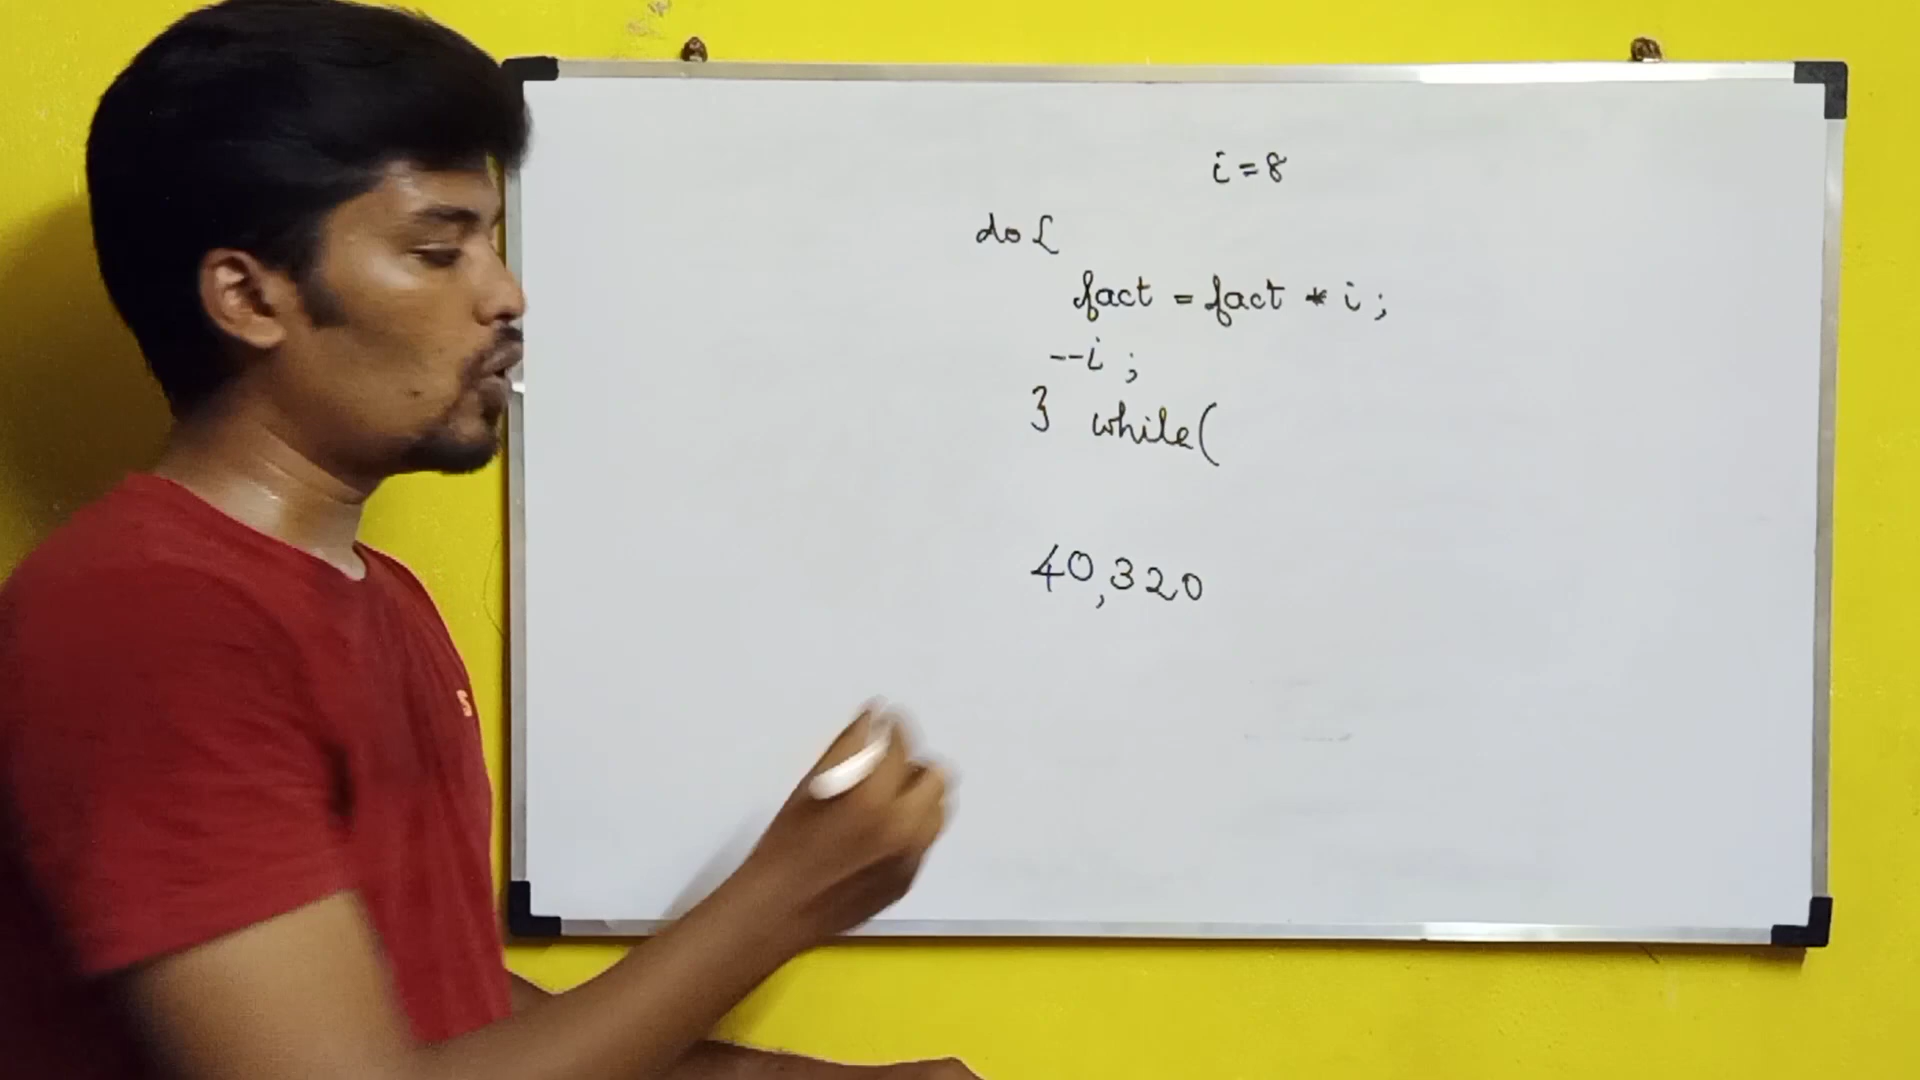 i = 8
do {
fact = fact * i ;
--i ;
} while(
40,320
S